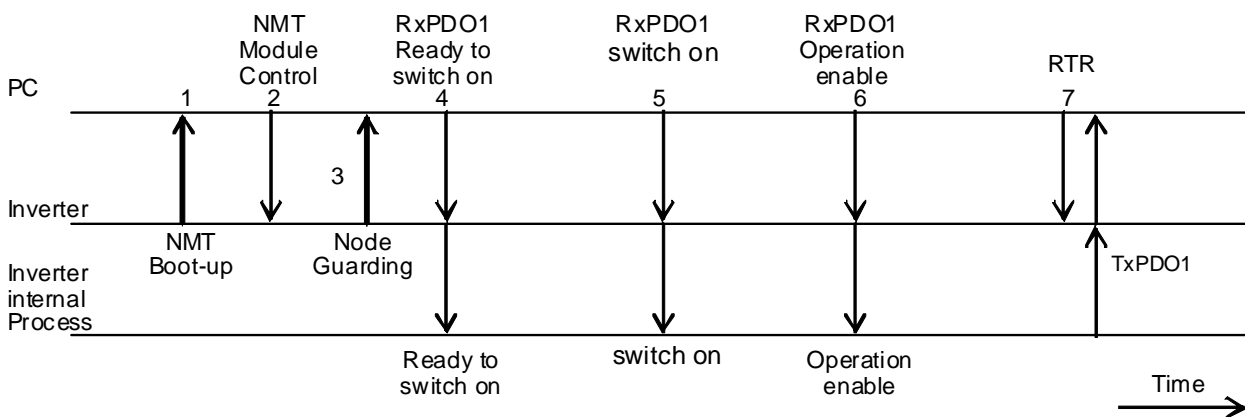 NMT
Module
Control
RxPDO1
Ready to
switch on
RxPDO1
switch on
RxPDO1
Operation
enable
RTR
PC
1
2
4
5
6
7
3
Inverter
NMT
Boot-up
Node
Guarding
TxPDO1
Inverter
internal
Process
Ready to
switch on
switch on
Operation
enable
Time